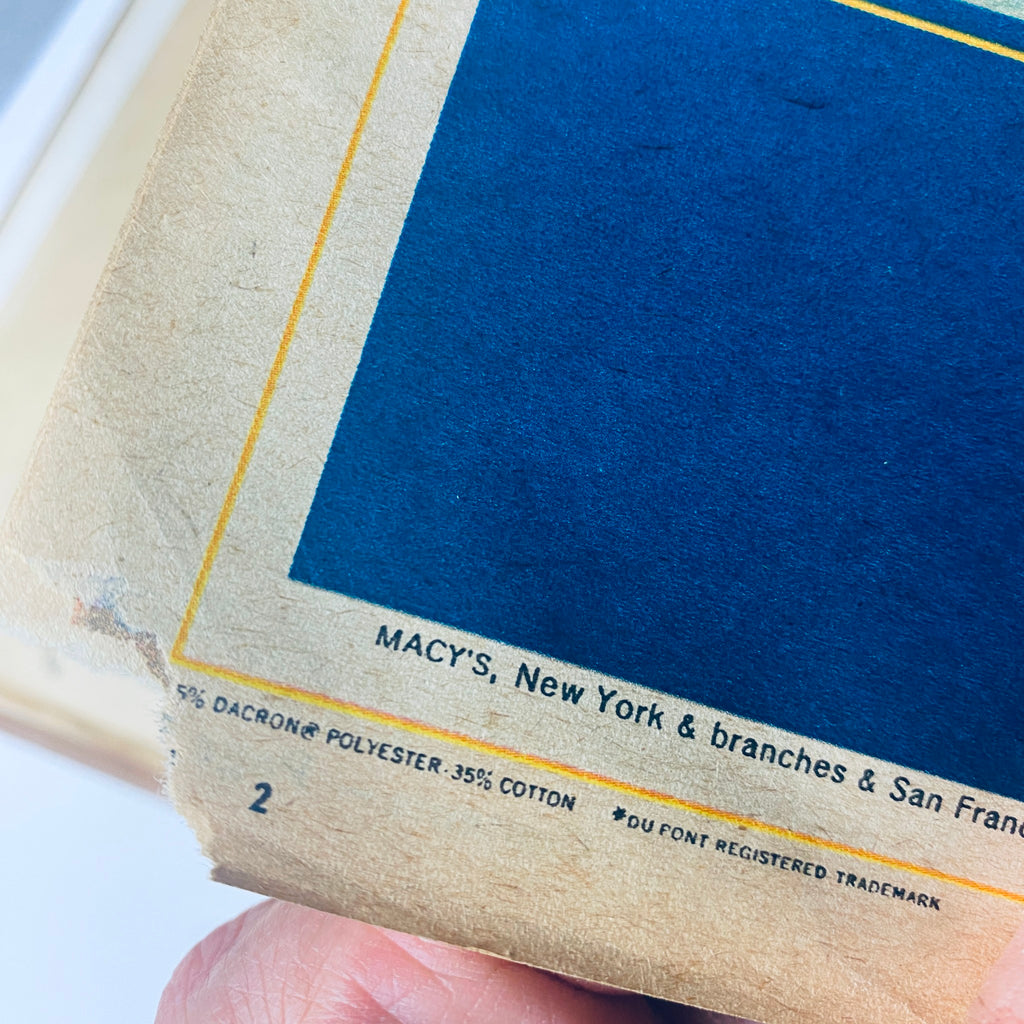 MACY'S, New York & branches & San Franc
5% DACRON® POLYESTER·35% COTTON *DU PONT REGISTERED TRADEMARK
2